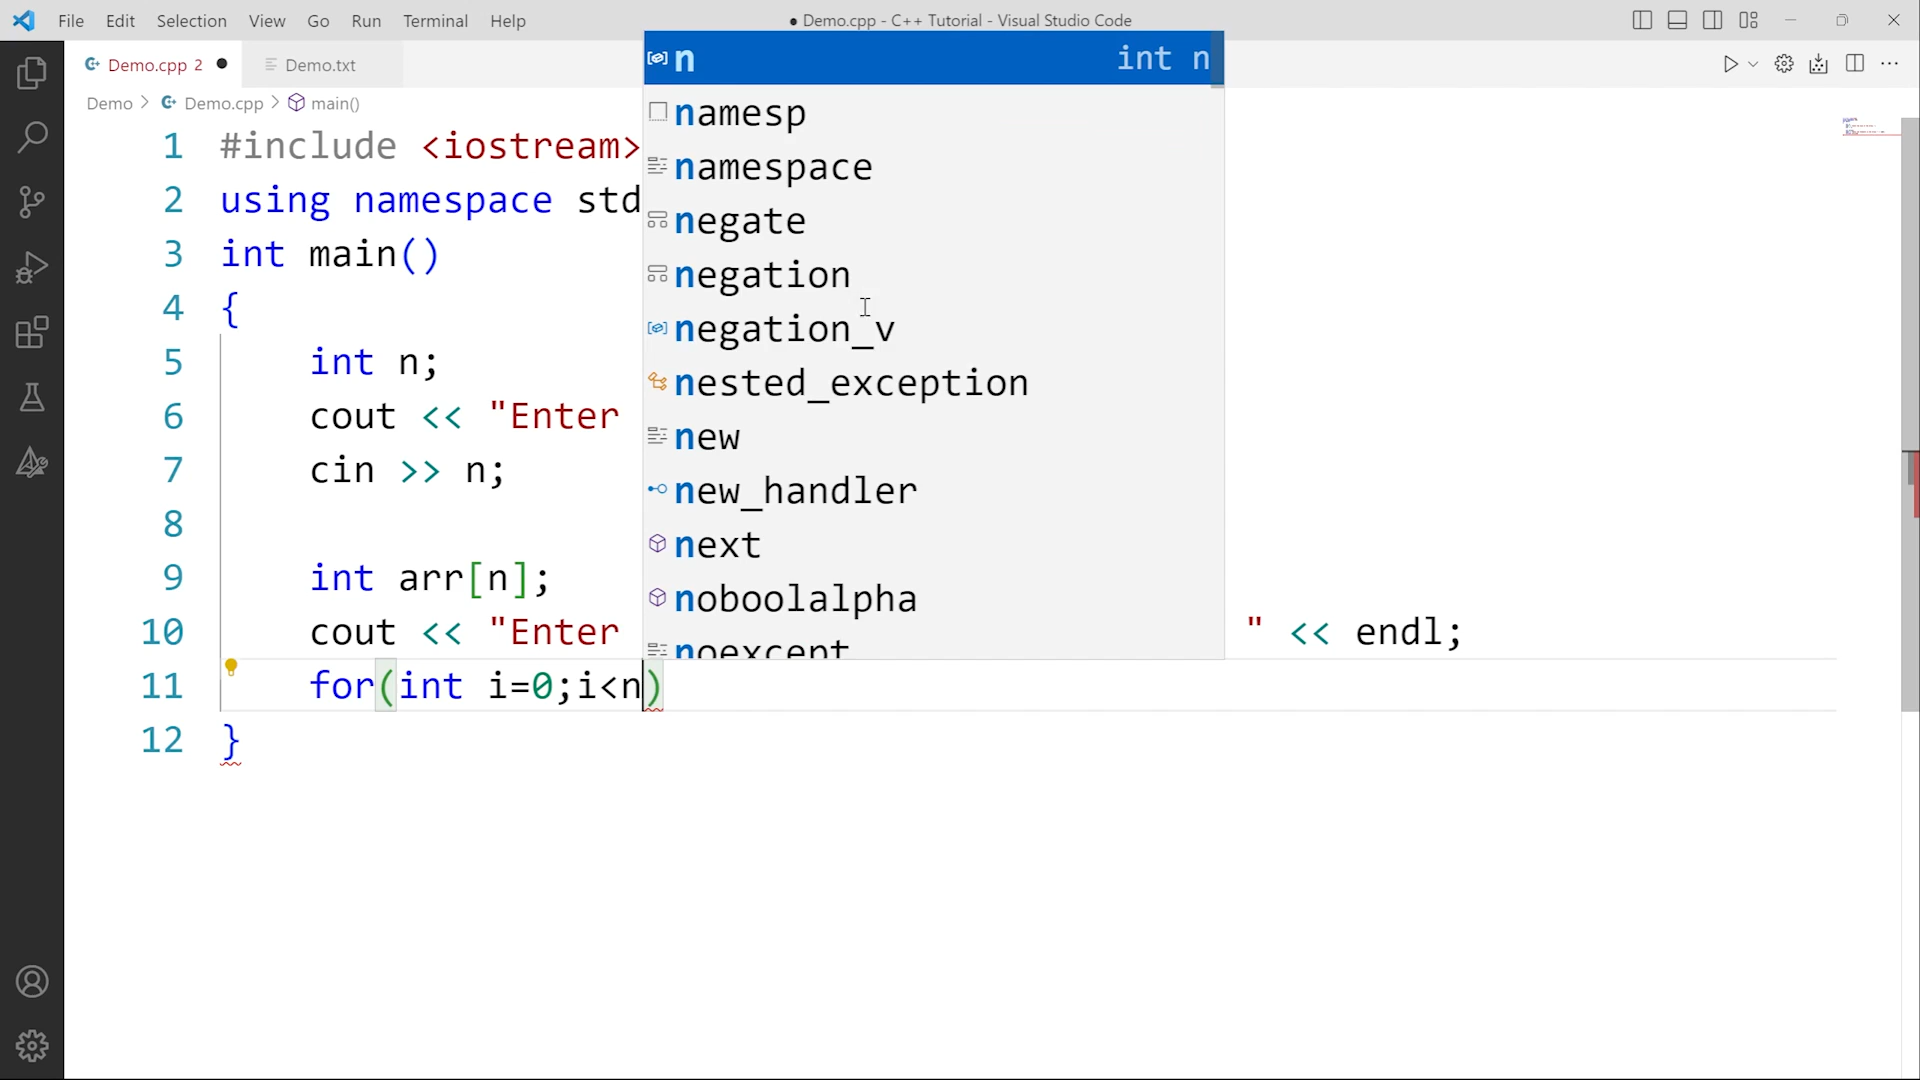 File Edit Selection View Go Run Terminal Help
● Demo.cpp - C++ Tutorial - Visual Studio Code
Demo.cpp 2 ●
Demo.txt
Demo > Demo.cpp > main()
1 #include <iostream>
2 using namespace std
3 int main()
4 {
5 int n;
6 cout << "Enter
7 cin >> n;
8
9 int arr[n];
10 cout << "Enter " << endl;
11 for(int i=0;i<n)
12 }
n int n
namesp
namespace
negate
negation
negation_v
nested_exception
new
new_handler
next
noboolalpha
noexcept